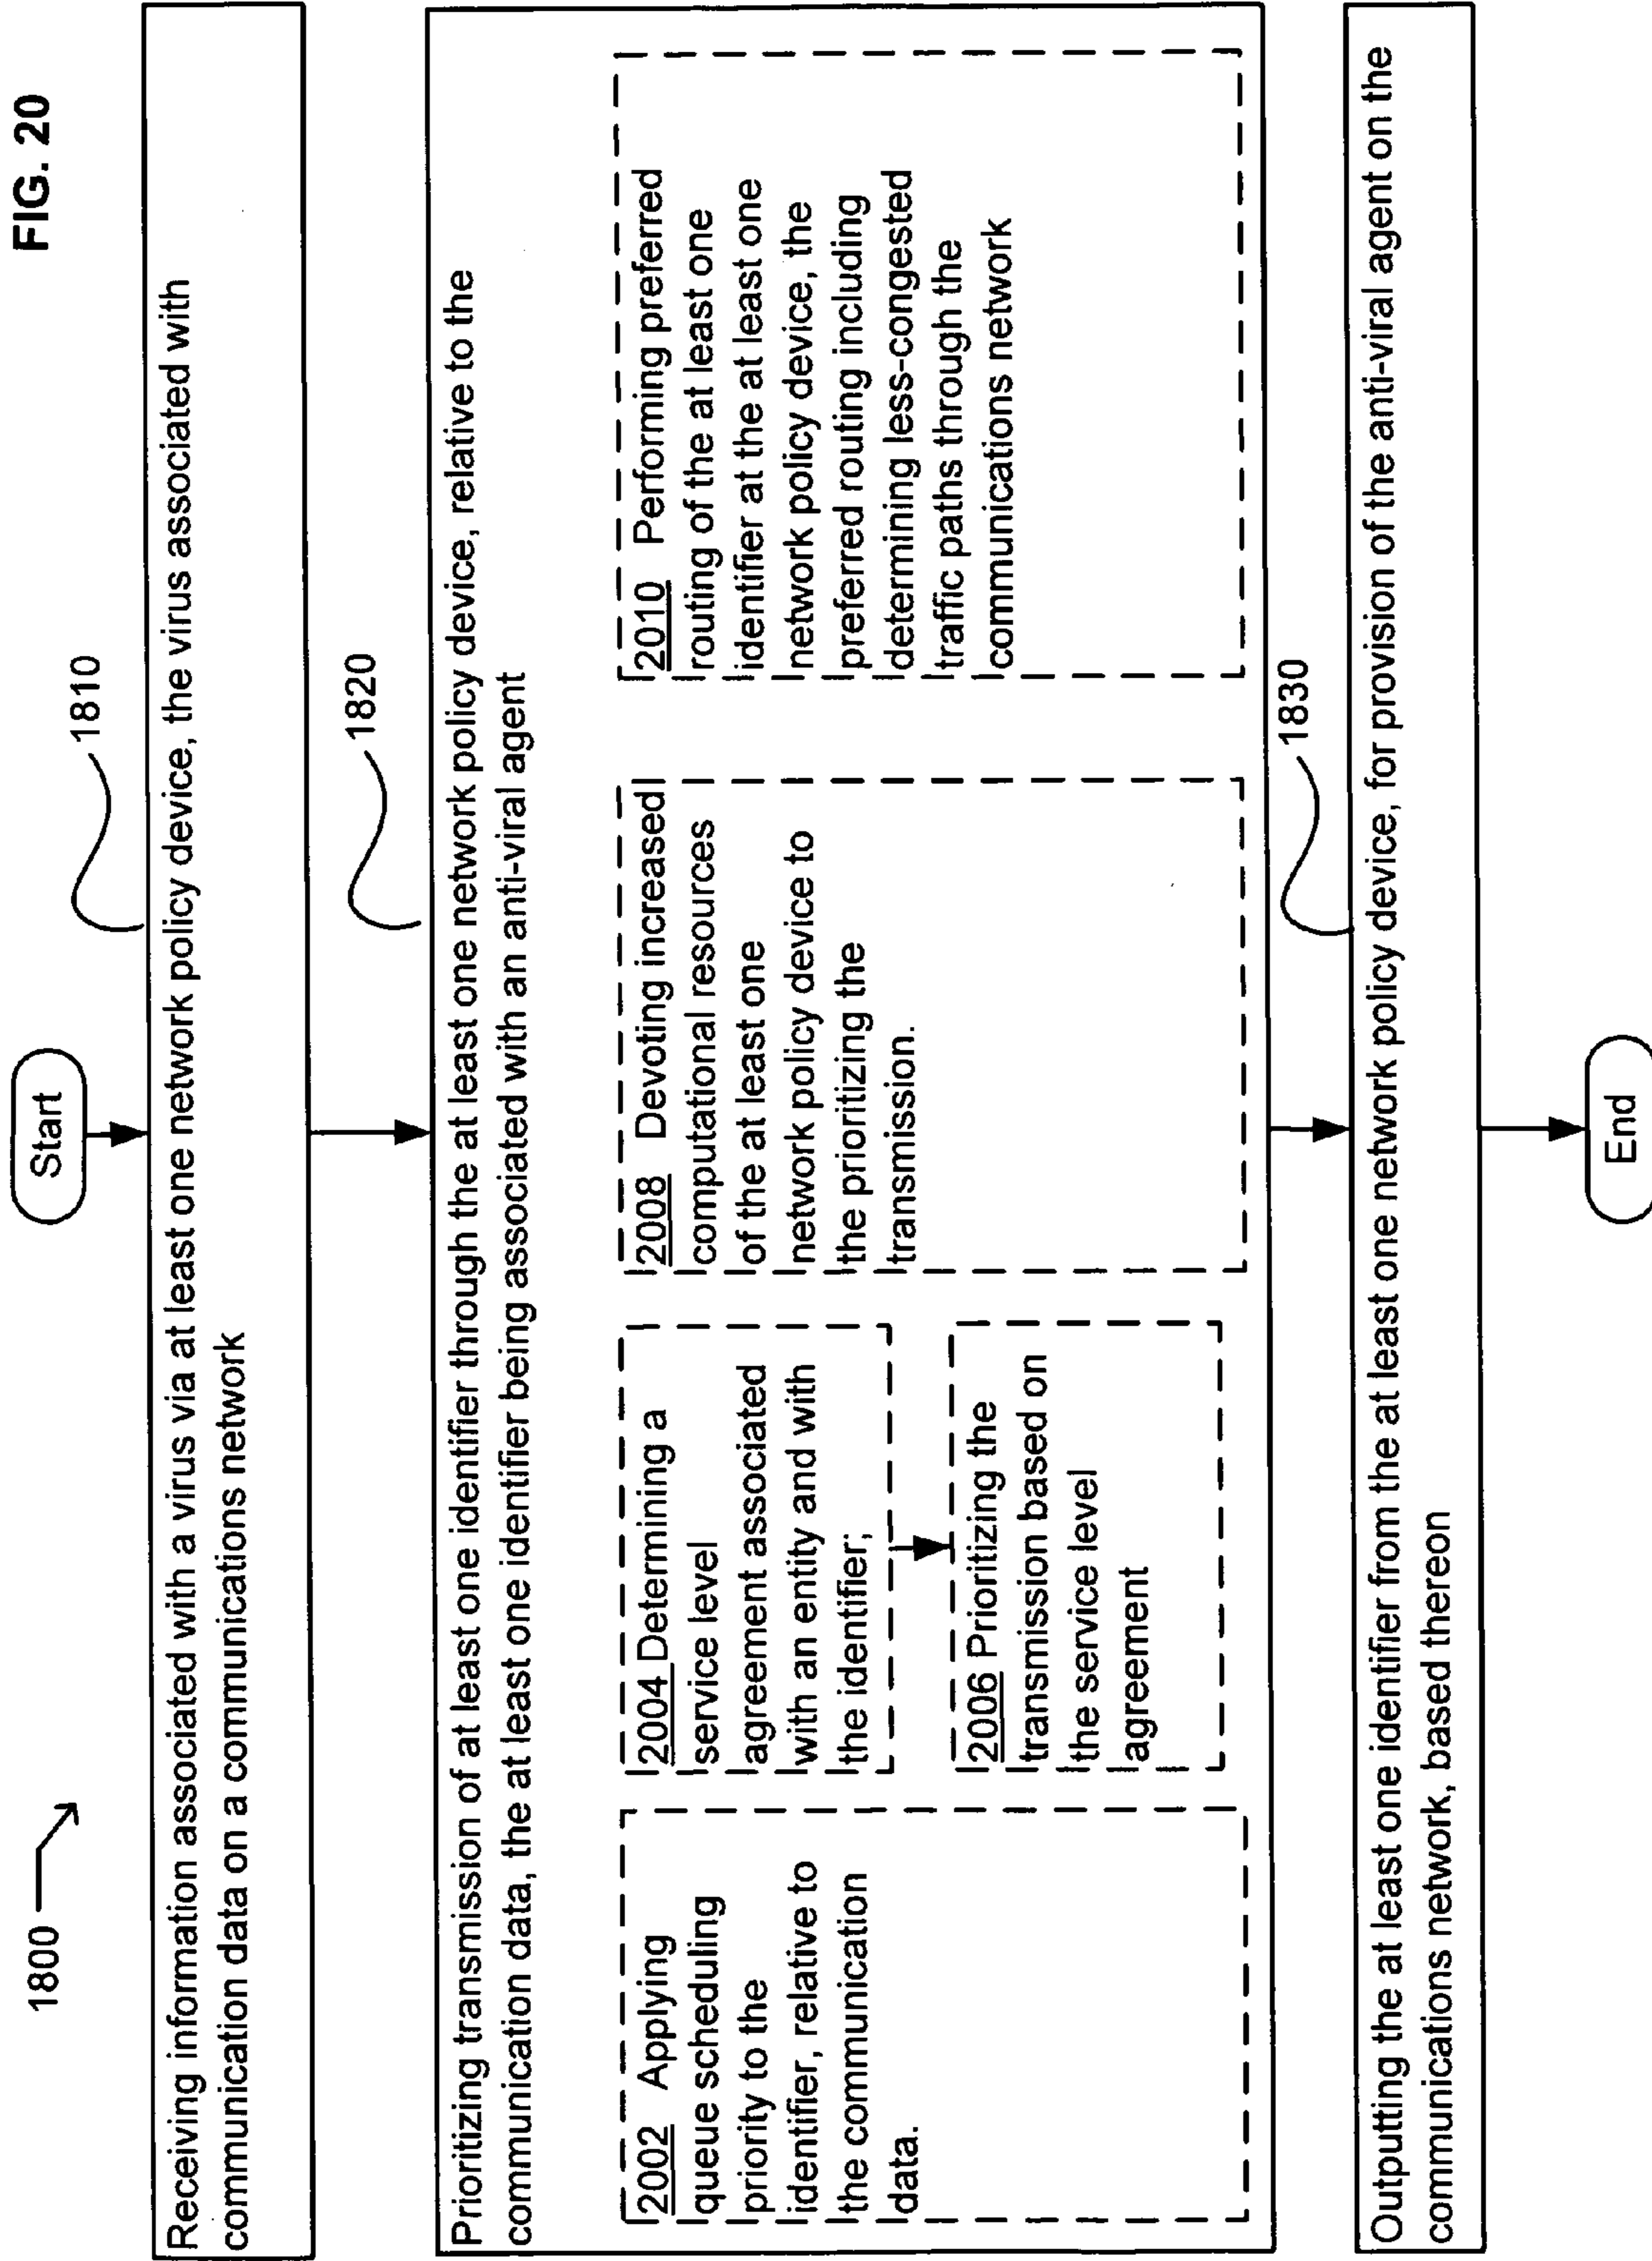 FIG. 20
1800
Start
1810
Receiving information associated with a virus via at least one network policy device, the virus associated with
communication data on a communications network
1820
Prioritizing transmission of at least one identifier through the at least one network policy device, relative to the
communication data, the at least one identifier being associated with an anti-viral agent
2002 Applying
queue scheduling
priority to the
identifier, relative to
the communication
data.
2004 Determining a
service level
agreement associated
with an entity and with
the identifier;
2006 Prioritizing the
transmission based on
the service level
agreement
2008 Devoting increased
computational resources
of the at least one
network policy device to
the prioritizing the
transmission.
2010 Performing preferred
routing of the at least one
identifier at the at least one
network policy device, the
preferred routing including
determining less-congested
traffic paths through the
communications network
1830
Outputting the at least one identifier from the at least one network policy device, for provision of the anti-viral agent on the
communications network, based thereon
End